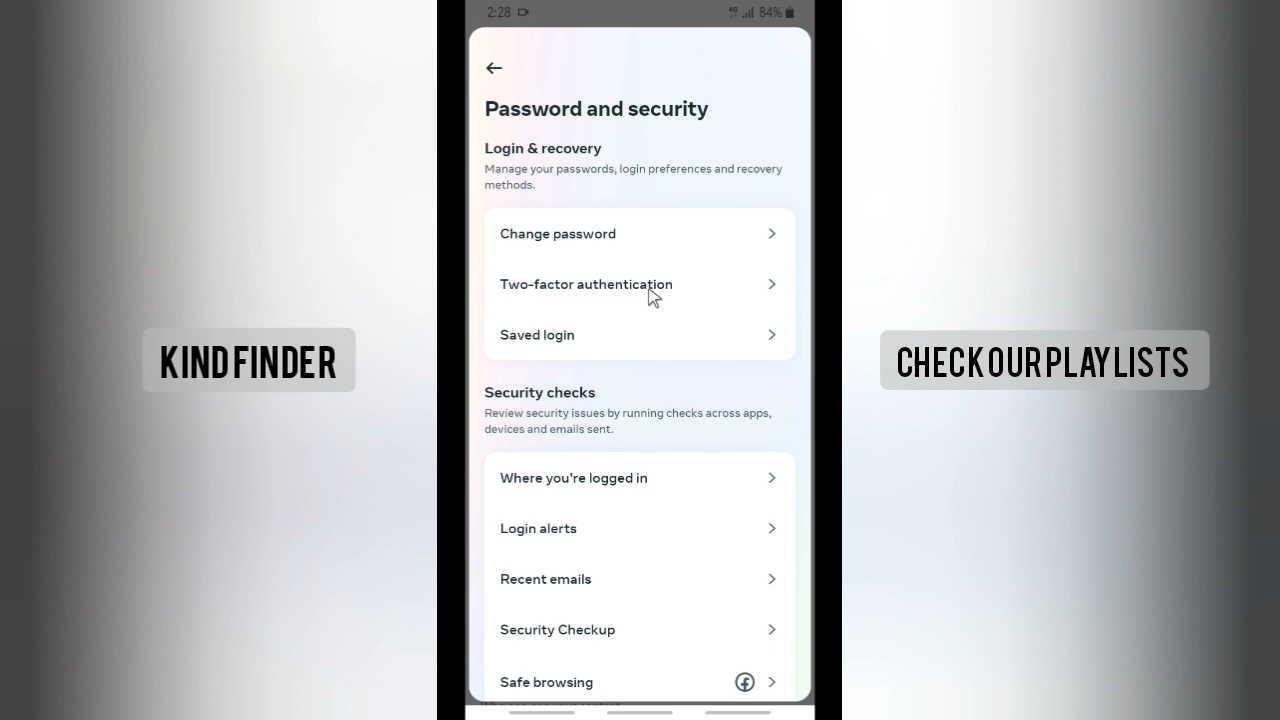 2:28
4G
84%
Password and security
Login & recovery
Manage your passwords, login preferences and recovery
methods.
Change password
Two-factor authentication
Saved login
Security checks
Review security issues by running checks across apps,
devices and emails sent.
Where you're logged in
Login alerts
Recent emails
Security Checkup
Safe browsing
KIND FINDER
CHECK OUR PLAYLISTS